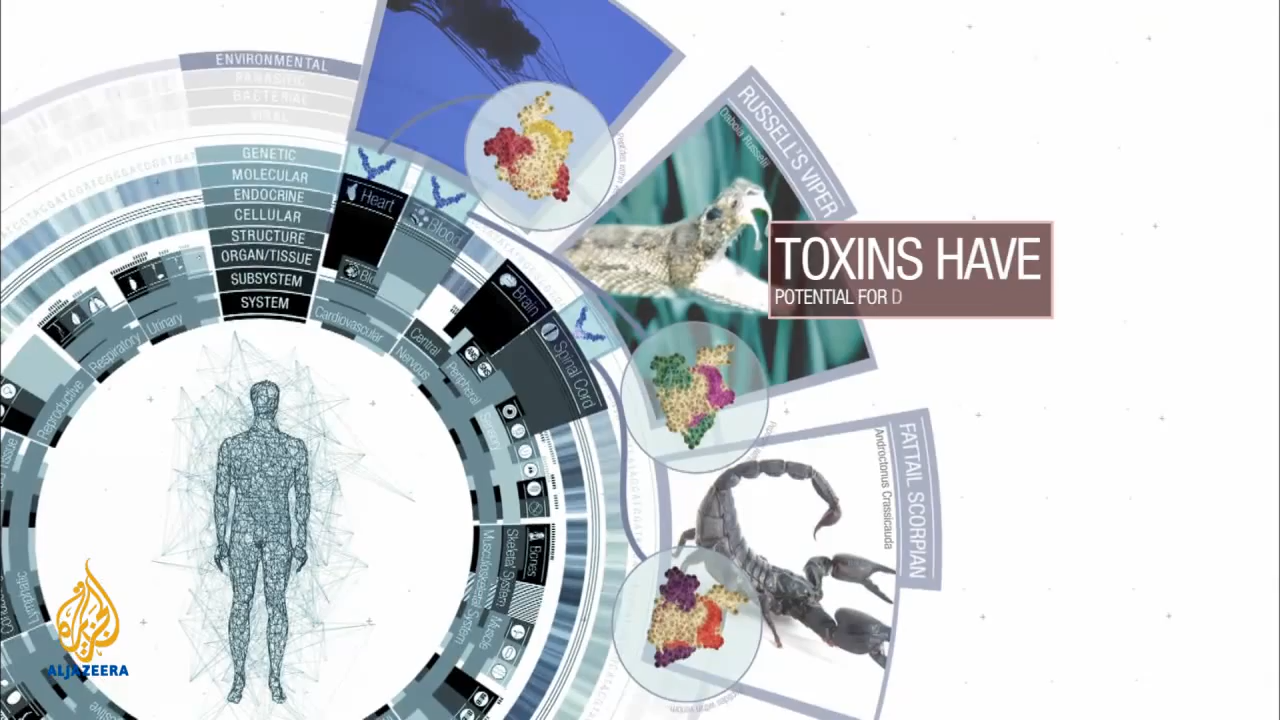 ENVIRONMENTAL
PARASITIC
BACTERIAL
VIRAL
GENETIC
MOLECULAR
ENDOCRINE
CELLULAR
STRUCTURE
ORGAN/TISSUE
SUBSYSTEM
SYSTEM
Heart
Blood
Brain
Spinal Cord
Cardiovascular
Central
Nervous
Peripheral
Sensory
Urinary
Respiratory
Reproductive
Bones
Skeletal System
Musculoskeletal System
Muscle
Lymphatic
RUSSELL'S VIPER
Daboia Russelii
TOXINS HAVE
POTENTIAL FOR D
FATTAIL SCORPIAN
Androctonus Crassicauda
ALJAZEERA